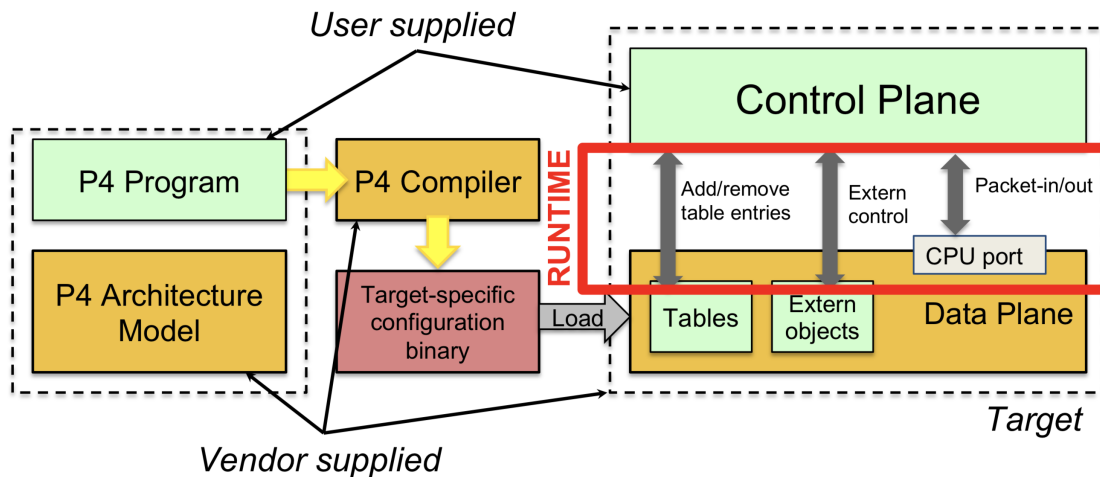 User supplied
Control Plane
P4 Program
P4 Compiler
RUNTIME
Add/remove
table entries
Extern
control
Packet-in/out
CPU port
P4 Architecture
Model
Target-specific
configuration
binary
Load
Tables
Extern
objects
Data Plane
Target
Vendor supplied